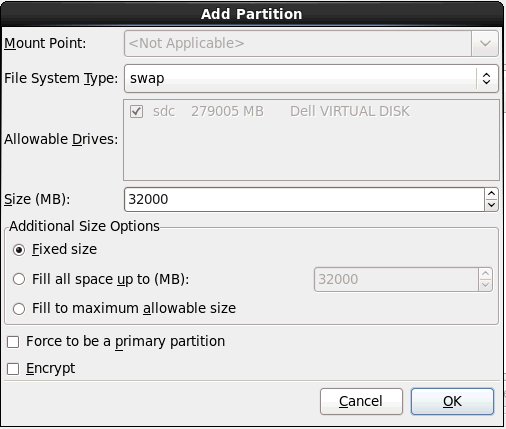 Add Partition
Mount Point: <Not Applicable>
File System Type: swap
sdc 279005 MB Dell VIRTUAL DISK
Allowable Drives:
Size (MB): 32000
Additional Size Options
Fixed size
Fill all space up to (MB): 32000
Fill to maximum allowable size
Force to be a primary partition
Encrypt
Cancel OK